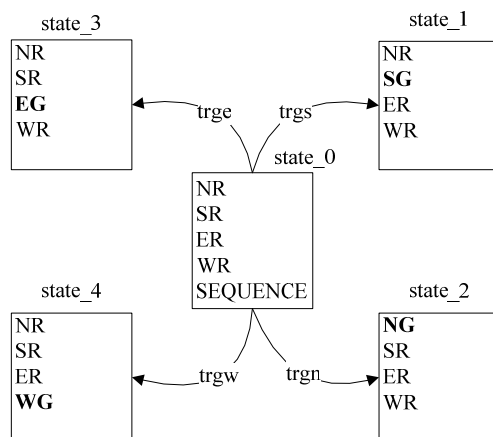 state_3
NR
SR
EG
WR
state_1
NR
SG
ER
WR
trge
trgs
state_0
NR
SR
ER
WR
SEQUENCE
state_4
NR
SR
ER
WG
state_2
NG
SR
ER
WR
trgw
trgn